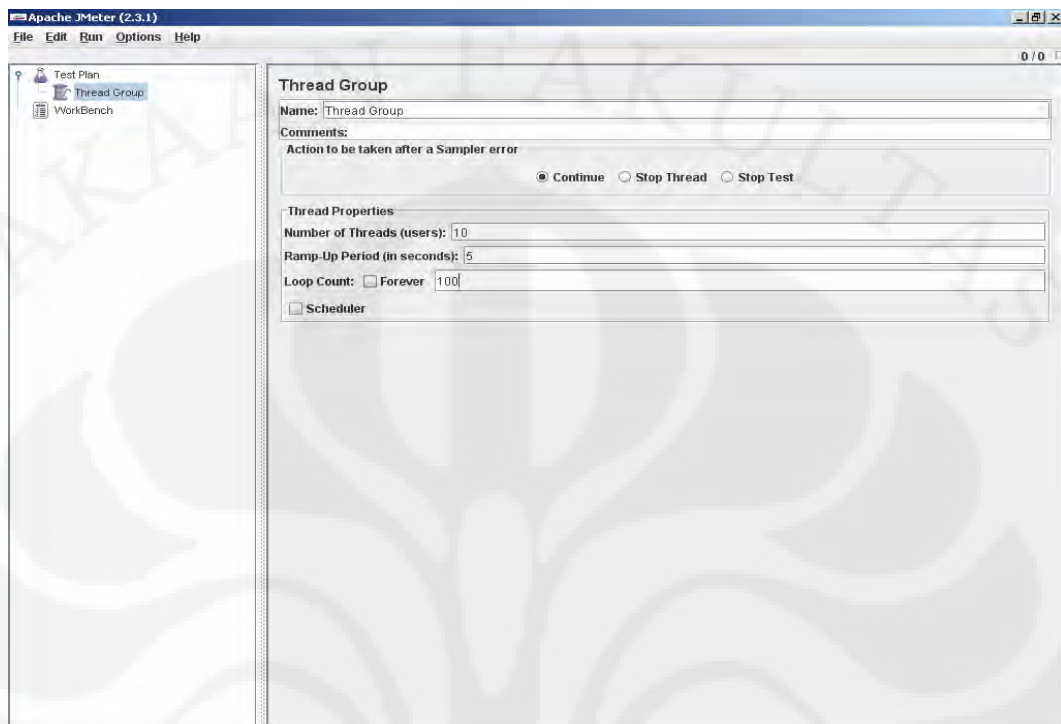 Apache JMeter (2.3.1)
File Edit Run Options Help
0 / 0
Test Plan
Thread Group
WorkBench
Thread Group
Name: Thread Group
Comments:
Action to be taken after a Sampler error
Continue Stop Thread Stop Test
Thread Properties
Number of Threads (users): 10
Ramp-Up Period (in seconds): 5
Loop Count: Forever 100
Scheduler
AKAAN FAKULTAS